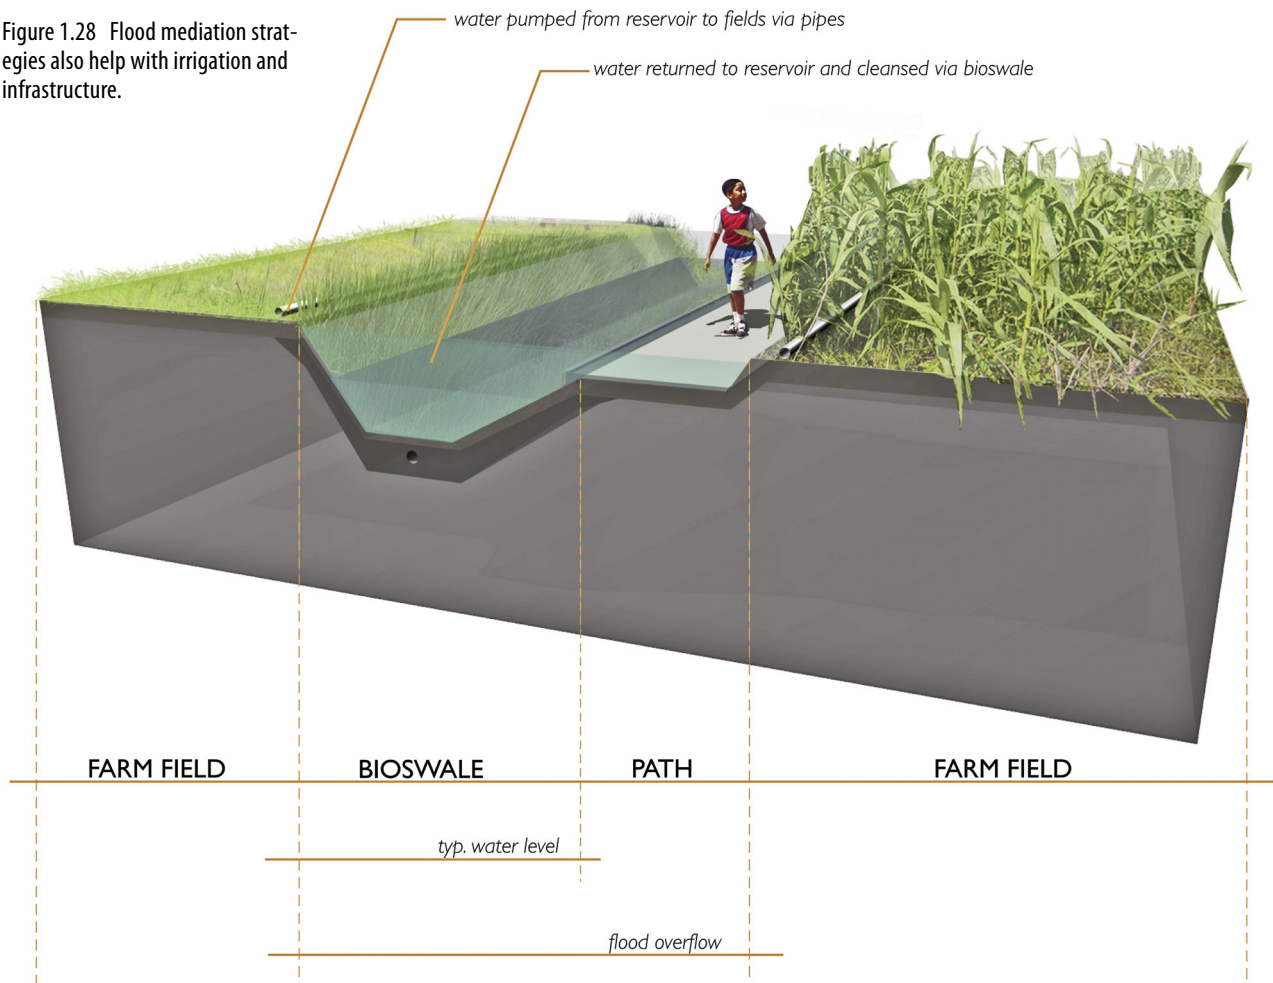 Figure 1.28 Flood mediation strat-
egies also help with irrigation and
infrastructure.
water pumped from reservoir to fields via pipes
water returned to reservoir and cleansed via bioswale
FARM FIELD
BIOSWALE
PATH
FARM FIELD
typ. water level
flood overflow